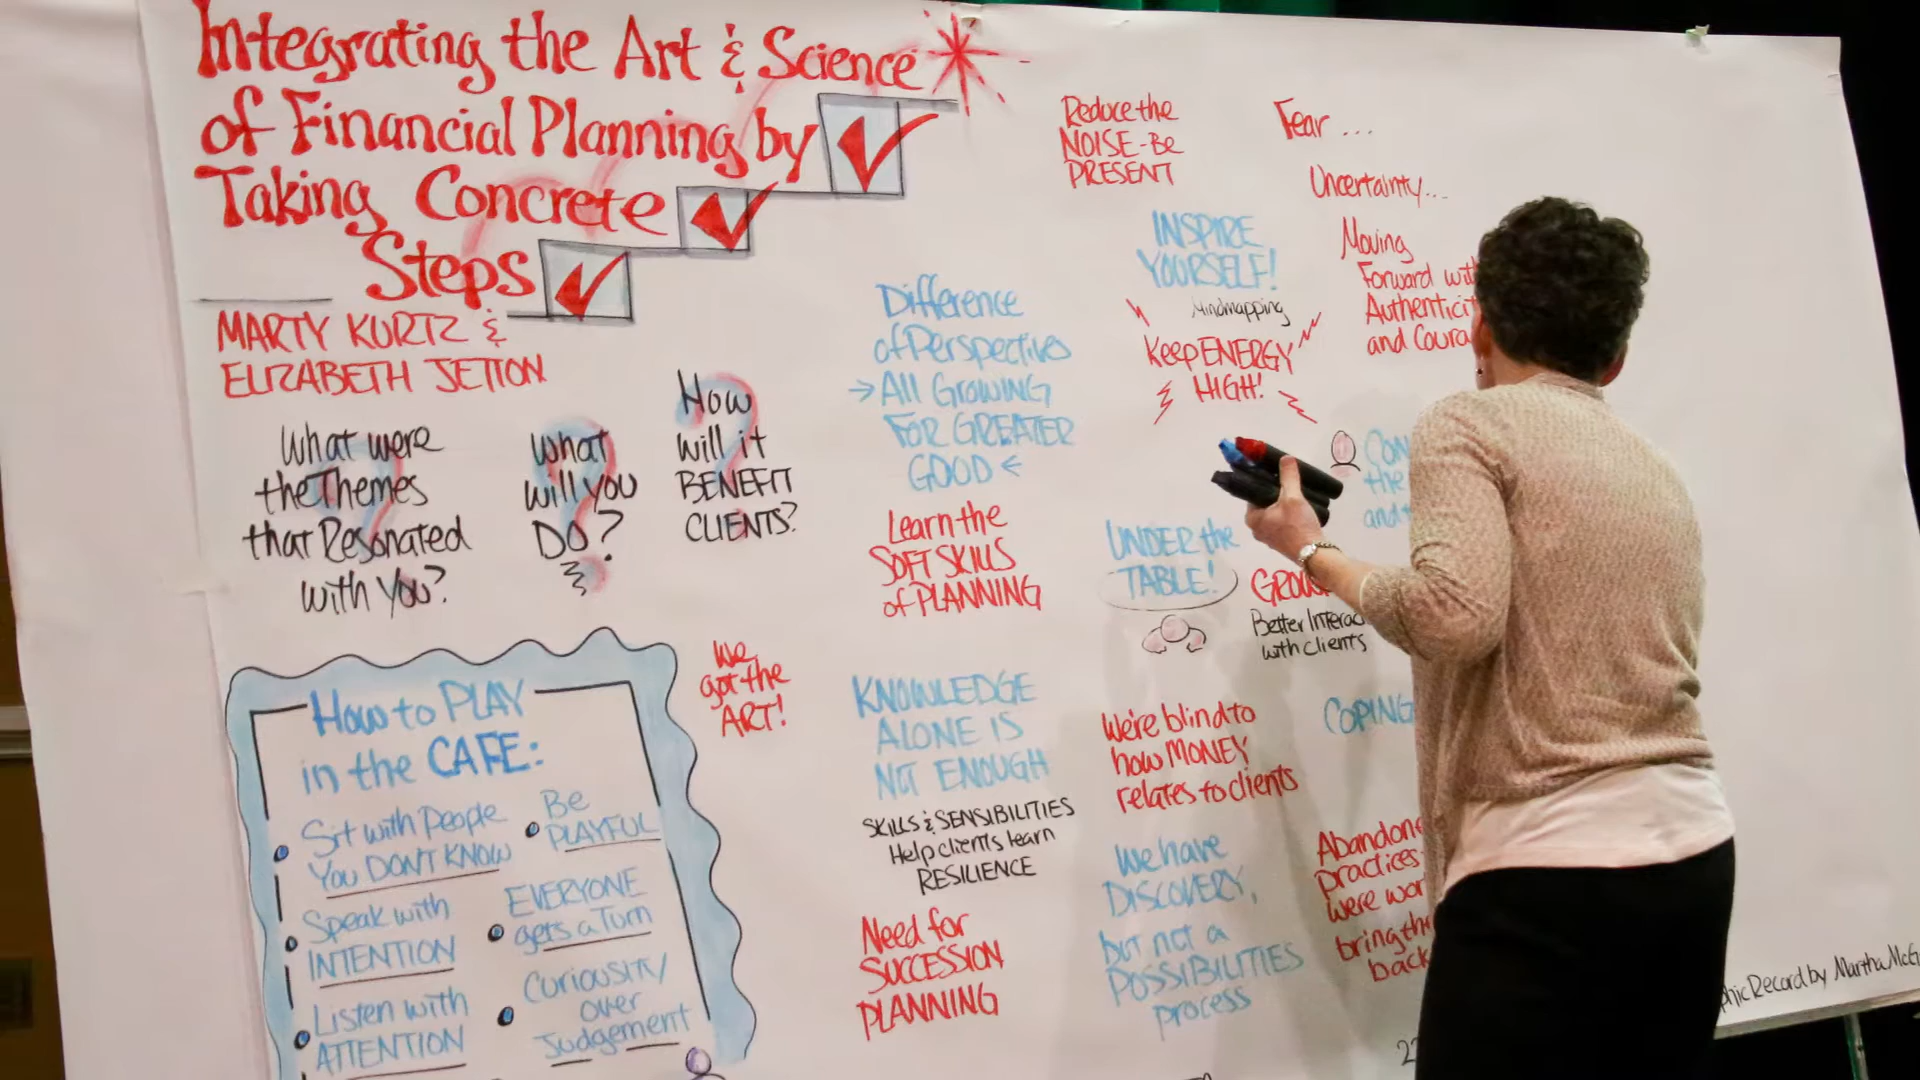 Integrating the Art & Science
of Financial Planning by
Taking Concrete
Steps
MARTY KURTZ &
ELIZABETH JETTON
What were
the Themes
that Resonated
with You?
What
will you
DO?
How
will it
BENEFIT
CLIENTS?
How to PLAY
in the CAFE:
Sit with People
You DON'T KNOW
Speak with
INTENTION
Listen with
ATTENTION
Be
PLAYFUL
EVERYONE
gets a Turn
Curiousity
over
Judgement
We
got the
ART!
Difference
of Perspectives
All Growing
FOR GREATER
GOOD
Learn the
SOFT SKILLS
of PLANNING
KNOWLEDGE
ALONE IS
NOT ENOUGH
SKILLS & SENSIBILITIES
Help clients learn
RESILIENCE
Need for
SUCCESSION
PLANNING
Reduce the
NOISE - Be
PRESENT
INSPIRE
YOURSELF!
Mindmapping
Keep ENERGY
HIGH!
UNDER the
TABLE!
We're blind to
how MONEY
relates to clients
We have
DISCOVERY,
but not a
POSSIBILITIES
process
Fear ...
Uncertainty...
Moving
Forward with
Authenticit
and Coura
CON
the
and
GROW
Better Interac
with clients
COPING
Abandone
practices
were wor
bring th
back
phic Record by Martha McG